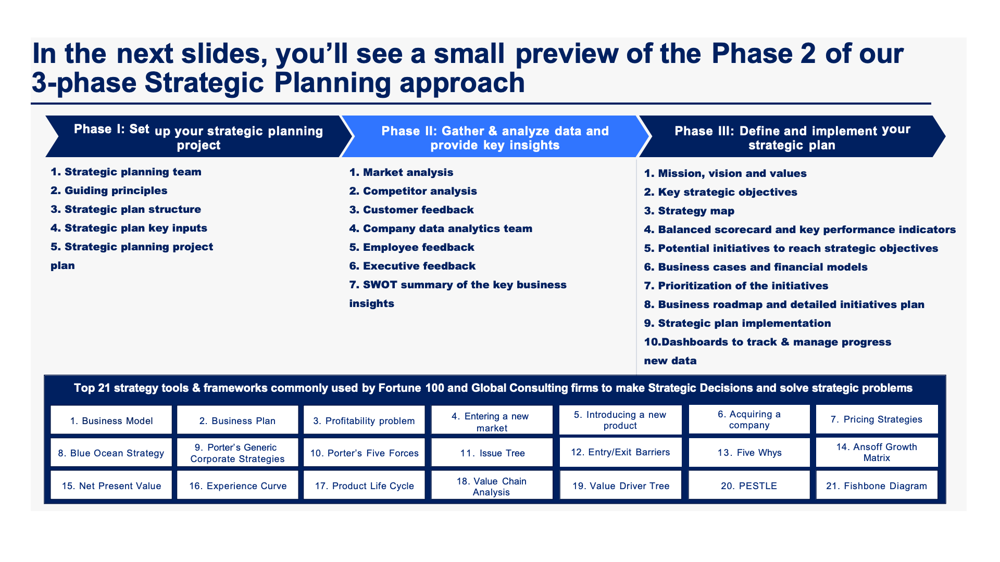 In the next slides, you’ll see a small preview of the Phase 2 of our
3-phase Strategic Planning approach
Phase I: Set up your strategic planning
project
Phase II: Gather & analyze data and
provide key insights
Phase III: Define and implement your
strategic plan
1. Strategic planning team
2. Guiding principles
3. Strategic plan structure
4. Strategic plan key inputs
5. Strategic planning project
plan
1. Market analysis
2. Competitor analysis
3. Customer feedback
4. Company data analytics team
5. Employee feedback
6. Executive feedback
7. SWOT summary of the key business
insights
1. Mission, vision and values
2. Key strategic objectives
3. Strategy map
4. Balanced scorecard and key performance indicators
5. Potential initiatives to reach strategic objectives
6. Business cases and financial models
7. Prioritization of the initiatives
8. Business roadmap and detailed initiatives plan
9. Strategic plan implementation
10.Dashboards to track & manage progress
new data
Top 21 strategy tools & frameworks commonly used by Fortune 100 and Global Consulting firms to make Strategic Decisions and solve strategic problems
1. Business Model
2. Business Plan
3. Profitability problem
4. Entering a new
market
5. Introducing a new
product
6. Acquiring a
company
7. Pricing Strategies
8. Blue Ocean Strategy
9. Porter’s Generic
Corporate Strategies
10. Porter’s Five Forces
11. Issue Tree
12. Entry/Exit Barriers
13. Five Whys
14. Ansoff Growth
Matrix
15. Net Present Value
16. Experience Curve
17. Product Life Cycle
18. Value Chain
Analysis
19. Value Driver Tree
20. PESTLE
21. Fishbone Diagram